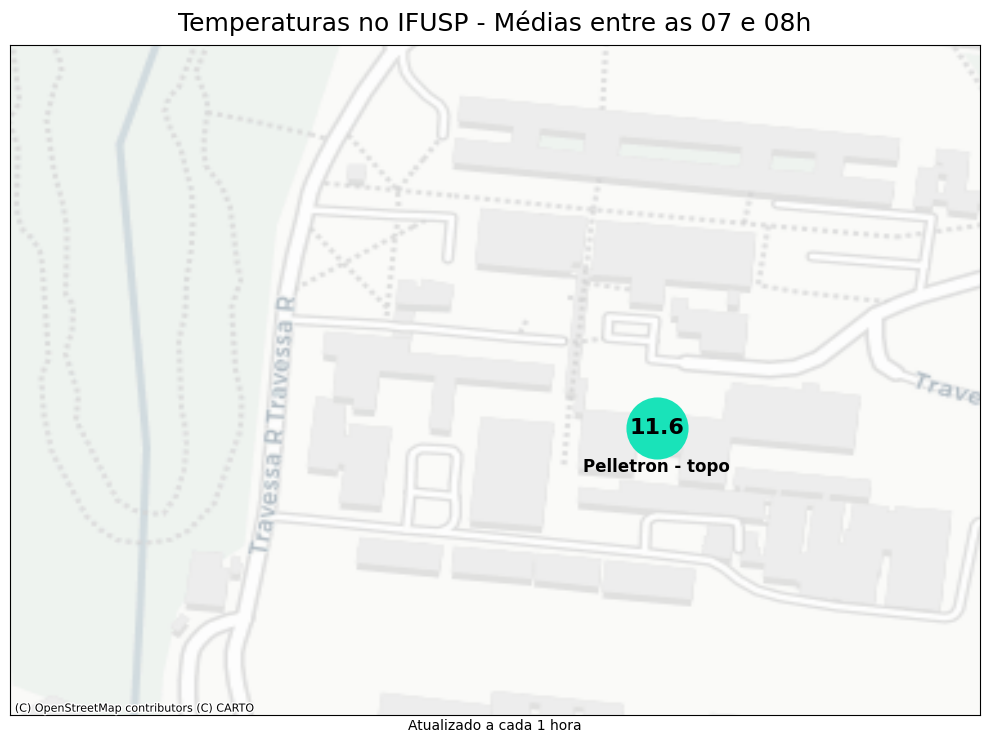 Temperaturas no IFUSP - Médias entre as 07 e 08h
Travessa R Travessa R
Trave
11.6
Pelletron - topo
(C) OpenStreetMap contributors (C) CARTO
Atualizado a cada 1 hora